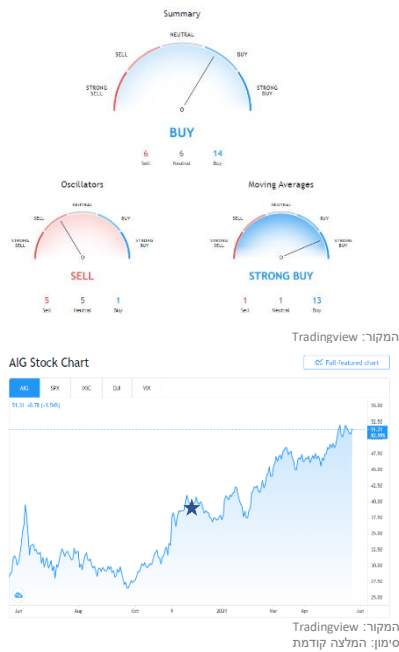 Summary
NEUTRAL
SELL BUY
STRONG SELL STRONG BUY
BUY
6 6 14
Sell Neutral Buy
Oscillators Moving Averages
NEUTRAL NEUTRAL
SELL BUY SELL BUY
STRONG SELL STRONG BUY STRONG SELL STRONG BUY
SELL STRONG BUY
5 5 1 1 1 13
Sell Neutral Buy Sell Neutral Buy
המקור: Tradingview
AIG Stock Chart Full-featured chart
AIG SPX IXIC DJI VIX
51.31 +0.78 (+1.54%)
55.00
52.50
51.31
47.50
45.00
42.50
40.00
37.50
35.00
32.50
30.00
27.50
25.00
Jun Aug Oct 9 2021 Mar Apr Jun
המקור: Tradingview
סימון: המלצה קודמת